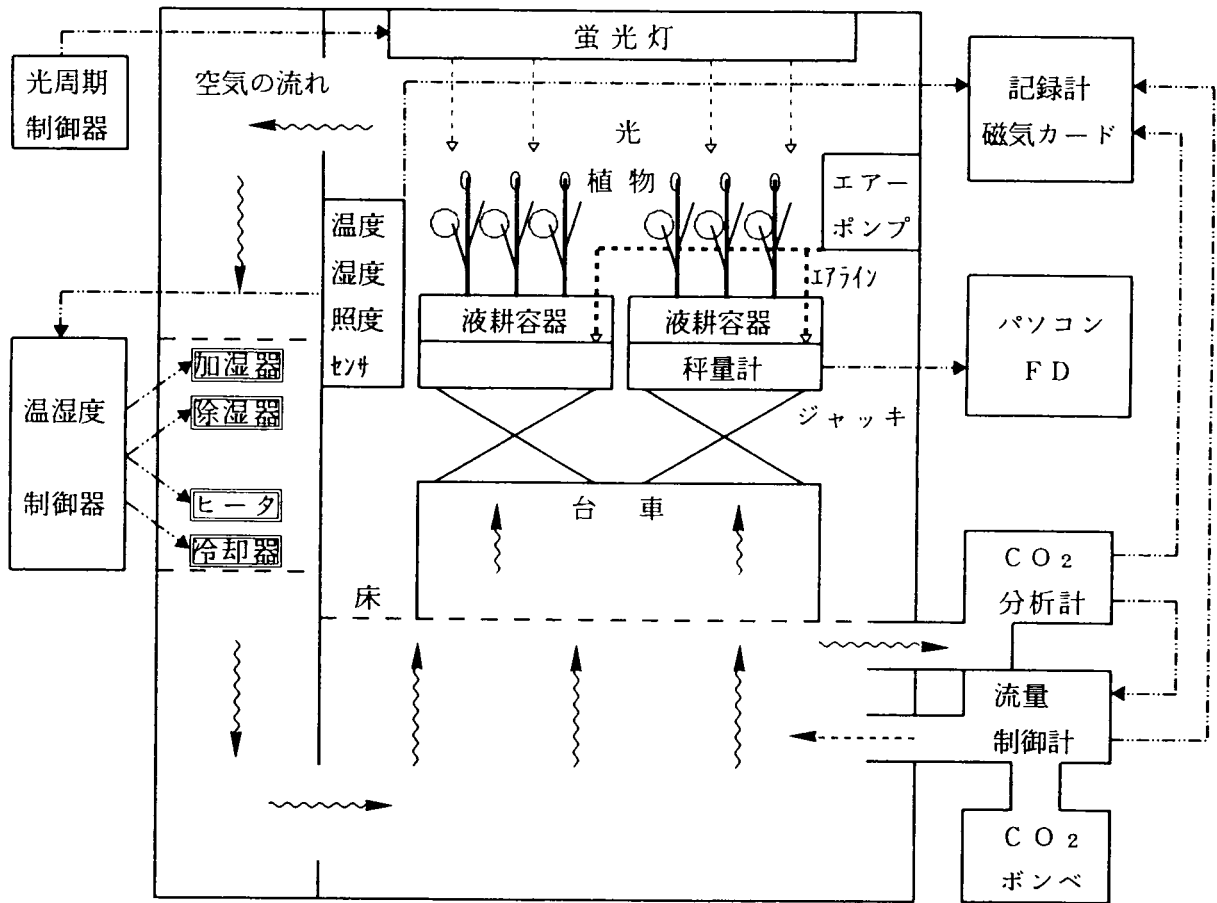 蛍光灯
光周期
制御器
空気の流れ
記録計
磁気カード
光
植物
エアー
ポンプ
温度
湿度
照度
センサ
エアライン
液耕容器
液耕容器
秤量計
パソコン
FD
ジャッキ
温湿度
制御器
加湿器
除湿器
ヒータ
冷却器
台車
床
CO₂
分析計
流量
制御計
CO₂
ボンベ